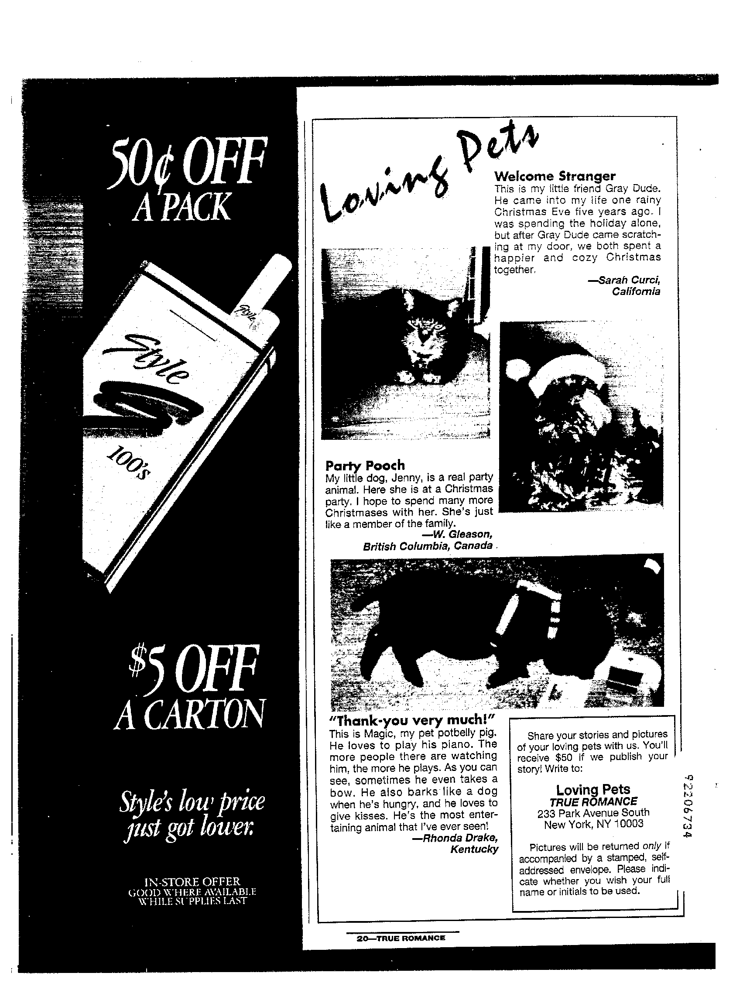 50¢ OFF
A PACK
Style
Style
100's
$5 OFF
A CARTON
Style's low price
just got lower.
IN-STORE OFFER
GOOD WHERE AVAILABLE
WHILE SUPPLIES LAST
Loving Pets
Welcome Stranger
This is my little friend Gray Dude.
He came into my life one rainy
Christmas Eve five years ago. I
was spending the holiday alone,
but after Gray Dude came scratch-
ing at my door, we both spent a
happier and cozy Christmas
together.
—Sarah Curci,
California
Party Pooch
My little dog, Jenny, is a real party
animal. Here she is at a Christmas
party. I hope to spend many more
Christmases with her. She's just
like a member of the family.
—W. Gleason,
British Columbia, Canada
"Thank-you very much!"
This is Magic, my pet potbelly pig.
He loves to play his piano. The
more people there are watching
him, the more he plays. As you can
see, sometimes he even takes a
bow. He also barks like a dog
when he's hungry, and he loves to
give kisses. He's the most enter-
taining animal that I've ever seen!
—Rhonda Drake,
Kentucky
Share your stories and pictures
of your loving pets with us. You'll
receive $50 if we publish your
story! Write to:
Loving Pets
TRUE ROMANCE
233 Park Avenue South
New York, NY 10003
Pictures will be returned only if
accompanied by a stamped, self-
addressed envelope. Please indi-
cate whether you wish your full
name or initials to be used.
92206734
20—TRUE ROMANCE